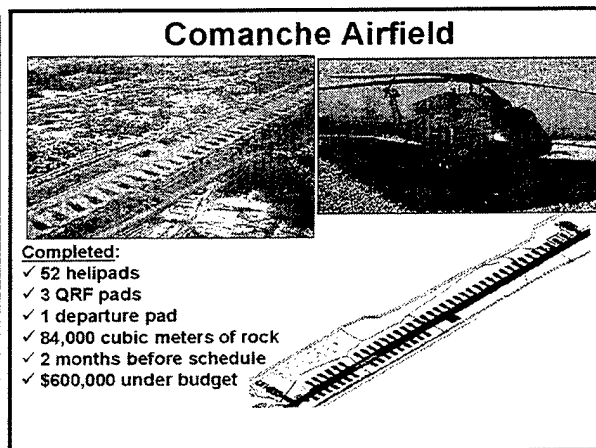 Comanche Airfield
Completed:
✓ 52 helipads
✓ 3 QRF pads
✓ 1 departure pad
✓ 84,000 cubic meters of rock
✓ 2 months before schedule
✓ $600,000 under budget